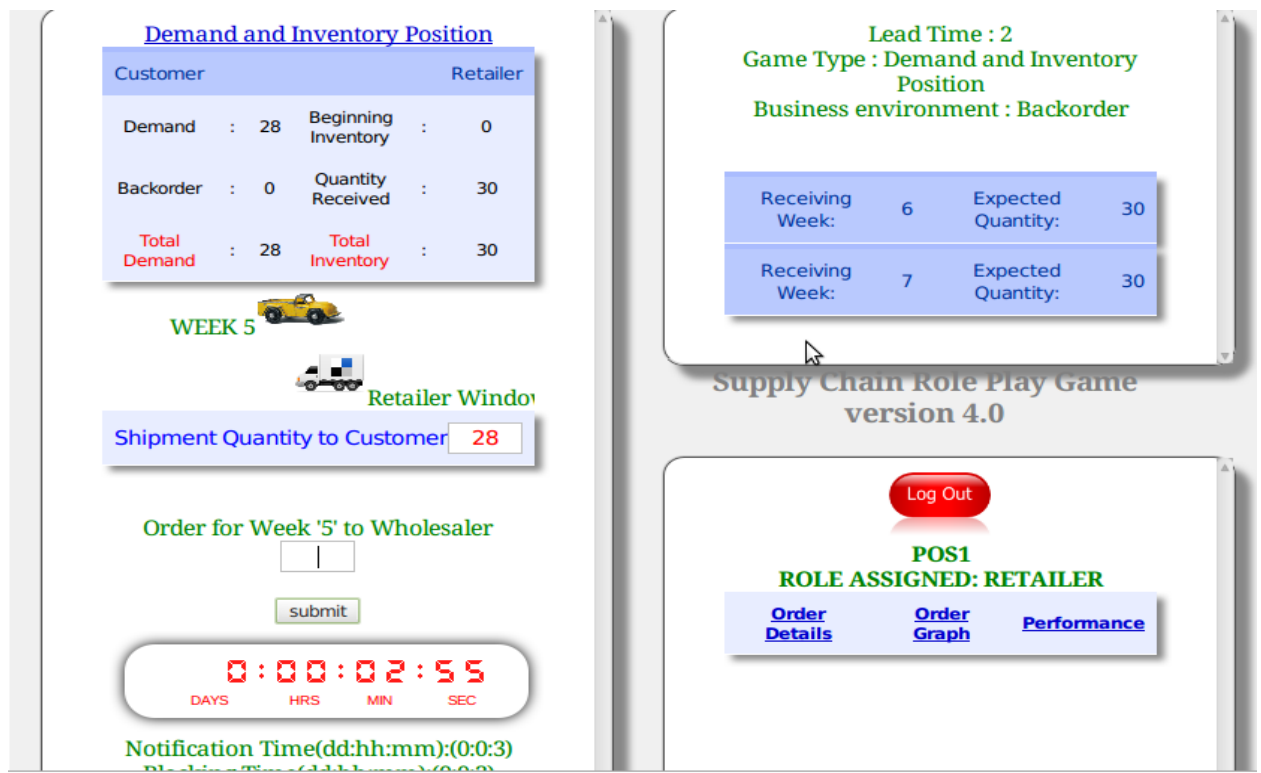 Demand and Inventory Position
Customer Retailer
Demand : 28 Beginning Inventory : 0
Backorder : 0 Quantity Received : 30
Total Demand : 28 Total Inventory : 30
WEEK 5
Retailer
Shipment Quantity to Customer 28
Order for Week '5' to Wholesaler
submit
0:00:02:55
DAYS HRS MIN SEC
Notification Time(dd:hh:mm):(0:0:3)
Lead Time : 2
Game Type : Demand and Inventory
Position
Business environment : Backorder
Receiving Week: 6 Expected Quantity: 30
Receiving Week: 7 Expected Quantity: 30
Supply Chain Role Play Game
version 4.0
Log Out
POS1
ROLE ASSIGNED: RETAILER
Order Details Order Graph Performance